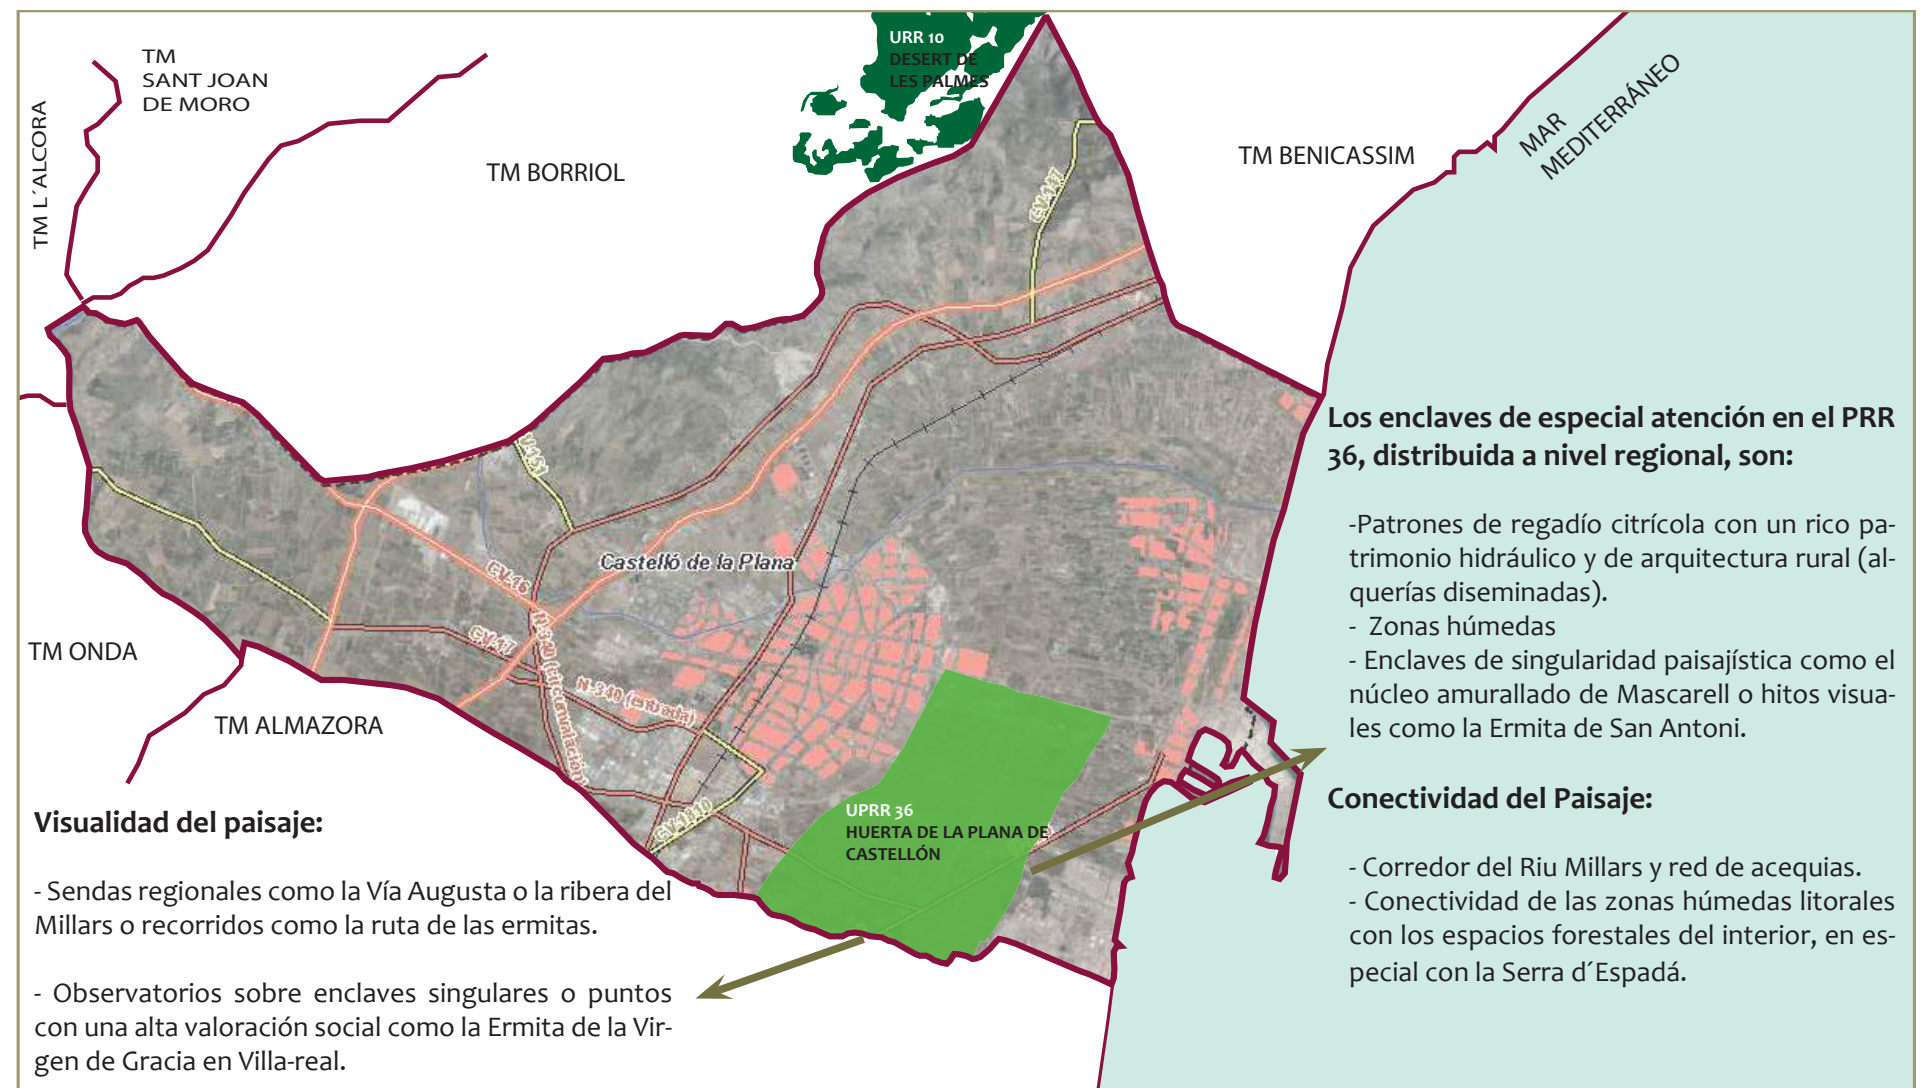 URR 10
DESERT DE
LES PALMES
TM
SANT JOAN
DE MORO
TM L´ALCORA
TM BORRIOL
TM BENICASSIM
MAR
MEDITERRÁNEO
CV-147
Castelló de la Plana
CV-16
CV-17
N-340 (entrada)
TM ONDA
TM ALMAZORA
UPRR 36
HUERTA DE LA PLANA DE
CASTELLÓN
Visualidad del paisaje:
- Sendas regionales como la Vía Augusta o la ribera del
Millars o recorridos como la ruta de las ermitas.
- Observatorios sobre enclaves singulares o puntos
con una alta valoración social como la Ermita de la Vir-
gen de Gracia en Villa-real.
Los enclaves de especial atención en el PRR
36, distribuida a nivel regional, son:
-Patrones de regadío citrícola con un rico pa-
trimonio hidráulico y de arquitectura rural (al-
querías diseminadas).
- Zonas húmedas
- Enclaves de singularidad paisajística como el
núcleo amurallado de Mascarell o hitos visua-
les como la Ermita de San Antoni.
Conectividad del Paisaje:
- Corredor del Riu Millars y red de acequias.
- Conectividad de las zonas húmedas litorales
con los espacios forestales del interior, en es-
pecial con la Serra d´Espadá.